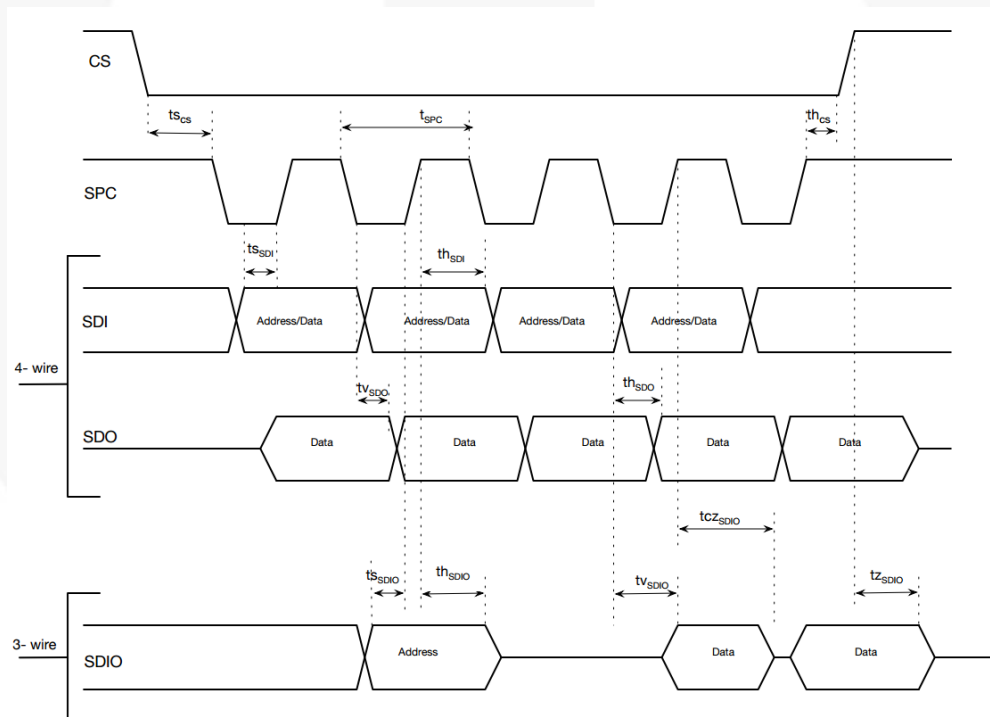 CS
tsCS
tSPC
thCS
SPC
tsSDI
thSDI
SDI
Address/Data
Address/Data
Address/Data
Address/Data
4- wire
tvSDO
thSDO
SDO
Data
Data
Data
Data
Data
tczSDIO
tsSDIO
thSDIO
tvSDIO
tzSDIO
3- wire
SDIO
Address
Data
Data